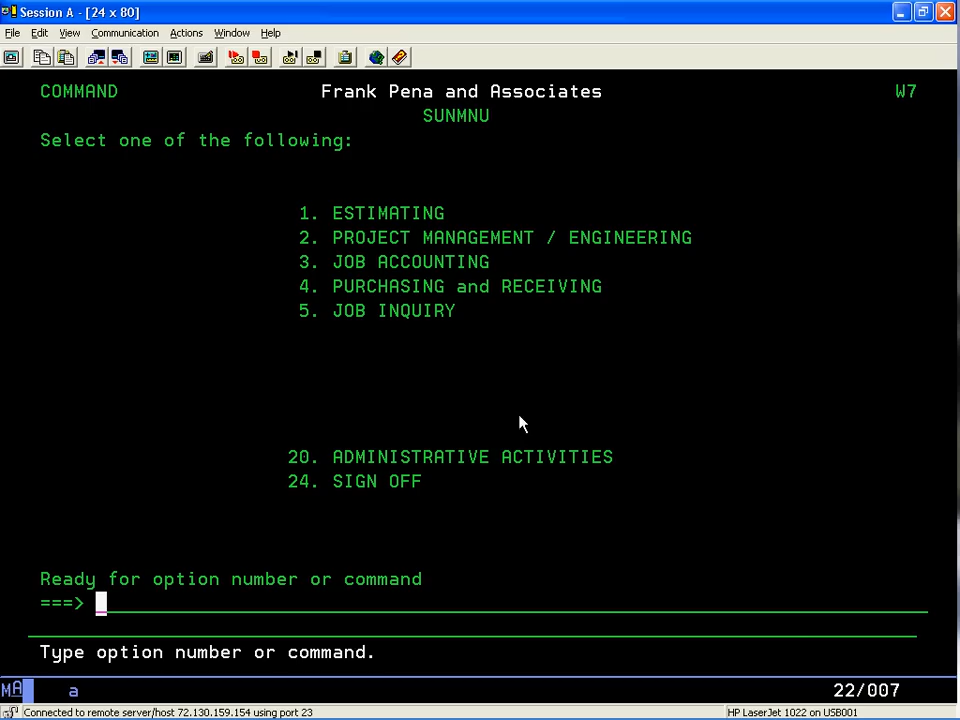 Session A - [24 x 80]
File Edit View Communication Actions Window Help
COMMAND Frank Pena and Associates W7
SUNMNU
Select one of the following:
1. ESTIMATING
2. PROJECT MANAGEMENT / ENGINEERING
3. JOB ACCOUNTING
4. PURCHASING and RECEIVING
5. JOB INQUIRY
20. ADMINISTRATIVE ACTIVITIES
24. SIGN OFF
Ready for option number or command
===>
Type option number or command.
MA a 22/007
Connected to remote server/host 72.130.159.154 using port 23 HP LaserJet 1022 on USB001